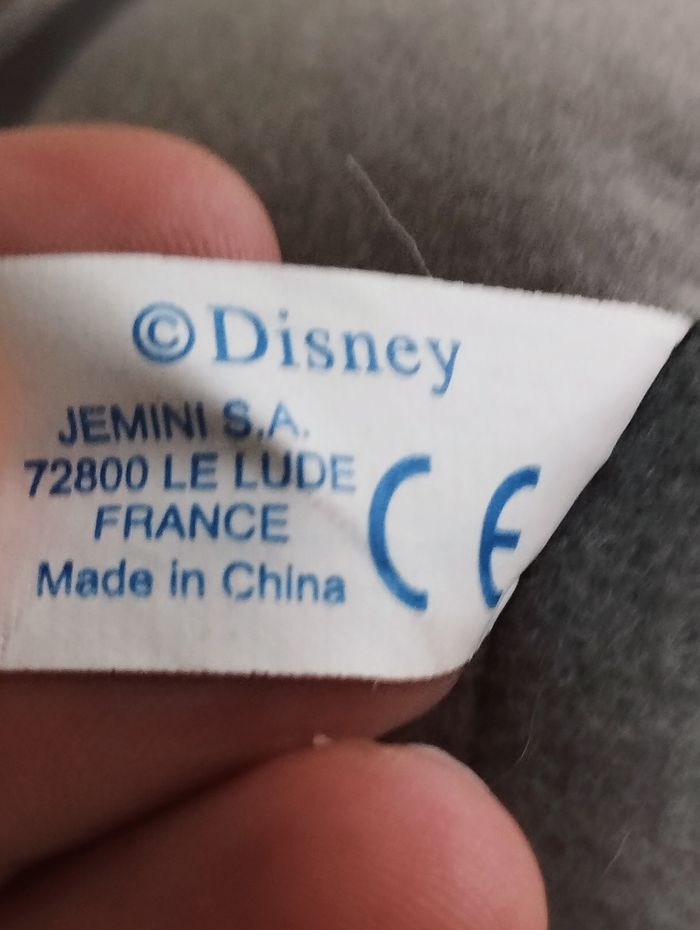 ©Disney
JEMINI S.A.
72800 LE LUDE
FRANCE
Made in China
CE